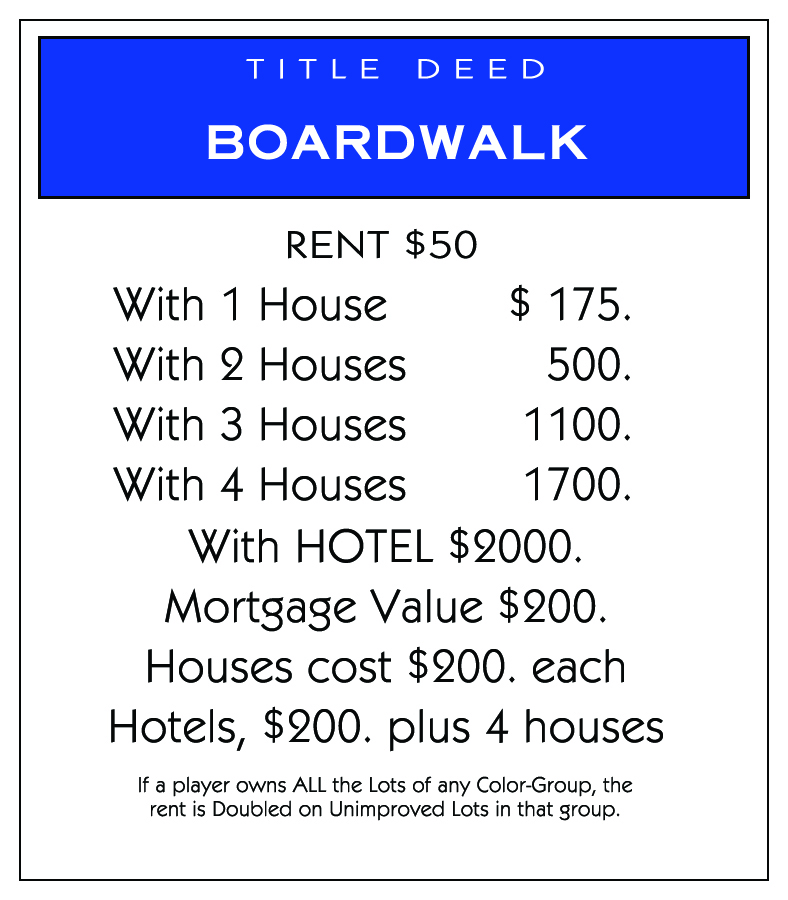 TITLE DEED
BOARDWALK
RENT $50
With 1 House $ 175.
With 2 Houses 500.
With 3 Houses 1100.
With 4 Houses 1700.
With HOTEL $2000.
Mortgage Value $200.
Houses cost $200. each
Hotels, $200. plus 4 houses
If a player owns ALL the Lots of any Color-Group, the
rent is Doubled on Unimproved Lots in that group.